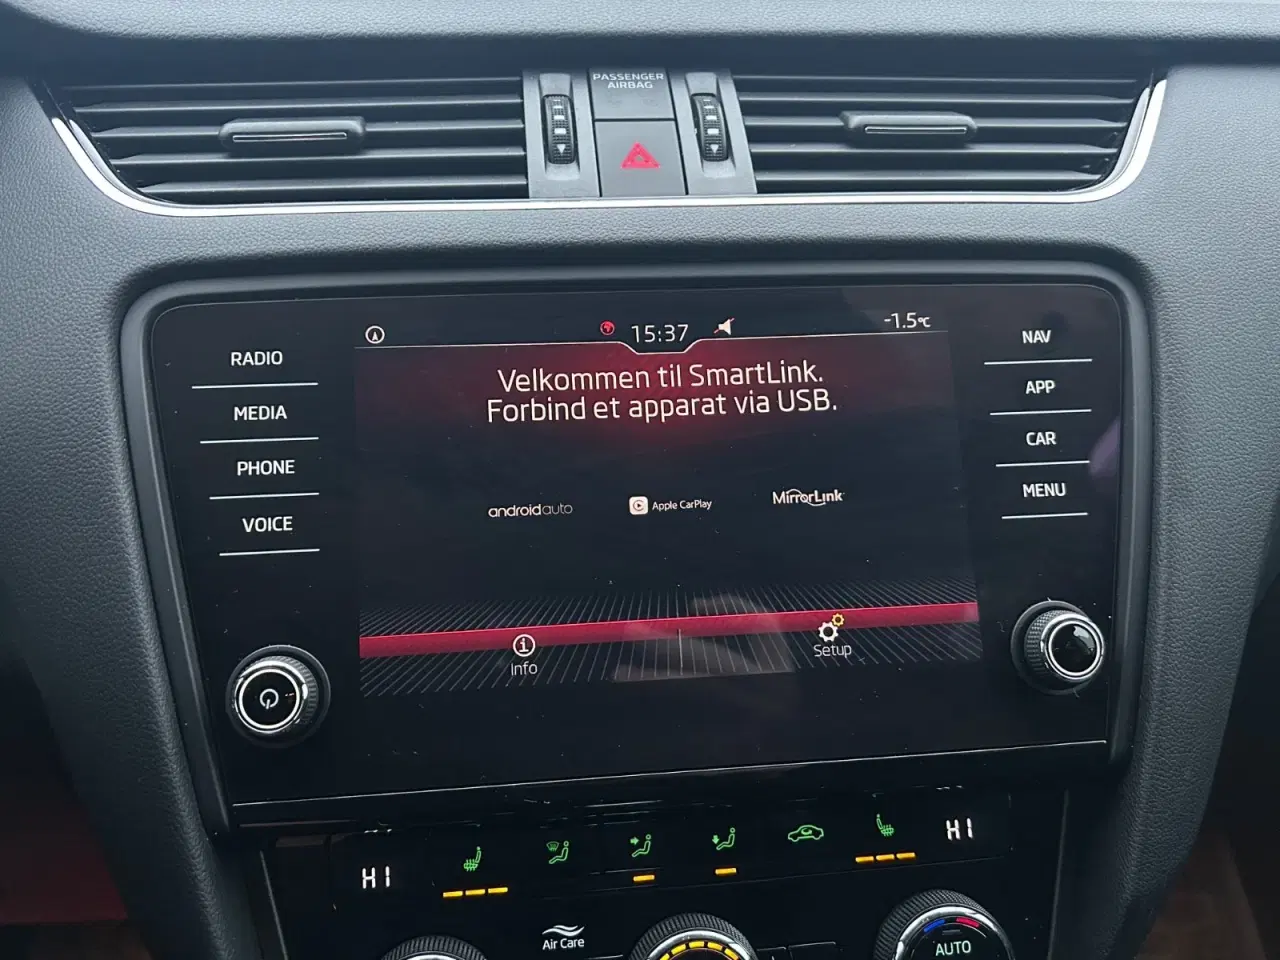 PASSENGER
AIRBAG
15:37
-1.5°C
RADIO
MEDIA
PHONE
VOICE
Velkommen til SmartLink.
Forbind et apparat via USB.
androidauto
Apple CarPlay
MirrorLink
Info
Setup
NAV
APP
CAR
MENU
HI
HI
Air Care
AUTO